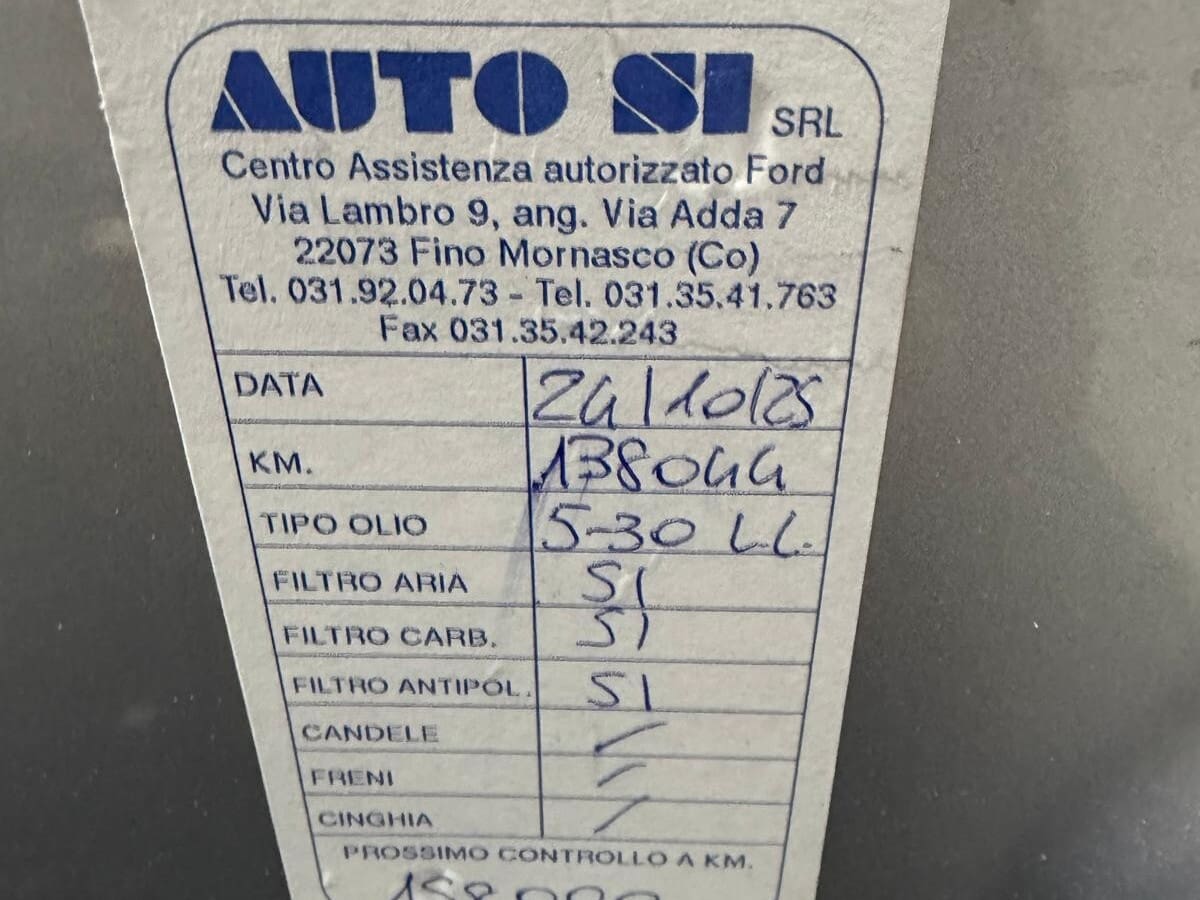 AUTO SI SRL
Centro Assistenza autorizzato Ford
Via Lambro 9, ang. Via Adda 7
22073 Fino Mornasco (Co)
Tel. 031.92.04.73 - Tel. 031.35.41.763
Fax 031.35.42.243
DATA 24/10/25
KM. 138044
TIPO OLIO 5-30 L.L.
FILTRO ARIA SI
FILTRO CARB. SI
FILTRO ANTIPOL. SI
CANDELE /
FRENI /
CINGHIA /
PROSSIMO CONTROLLO A KM.